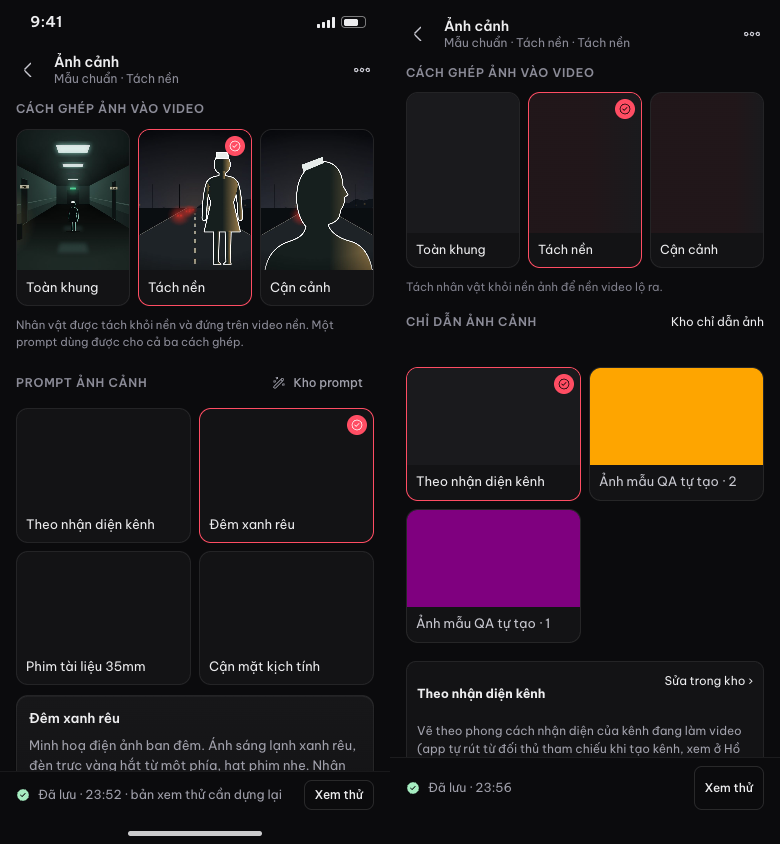 9:41
Ảnh cảnh
Mẫu chuẩn · Tách nền
CÁCH GHÉP ẢNH VÀO VIDEO
Toàn khung
Tách nền
Cận cảnh
Nhân vật được tách khỏi nền và đứng trên video nền. Một
prompt dùng được cho cả ba cách ghép.
PROMPT ẢNH CẢNH
Kho prompt
Theo nhận diện kênh
Đêm xanh rêu
Phim tài liệu 35mm
Cận mặt kịch tính
Đêm xanh rêu
Minh hoạ điện ảnh ban đêm. Ánh sáng lạnh xanh rêu,
đèn trực vàng hắt từ một phía, hạt phim nhẹ. Nhân
Đã lưu · 23:52 · bản xem thử cần dựng lại
Xem thử
Ảnh cảnh
Mẫu chuẩn · Tách nền · Tách nền
CÁCH GHÉP ẢNH VÀO VIDEO
Toàn khung
Tách nền
Cận cảnh
Tách nhân vật khỏi nền ảnh để nền video lộ ra.
CHỈ DẪN ẢNH CẢNH
Kho chỉ dẫn ảnh
Theo nhận diện kênh
Ảnh mẫu QA tự tạo · 2
Ảnh mẫu QA tự tạo · 1
Sửa trong kho ›
Theo nhận diện kênh
Vẽ theo phong cách nhận diện của kênh đang làm video
(app tự rút từ đối thủ tham chiếu khi tạo kênh, xem ở Hồ
Đã lưu · 23:56
Xem thử